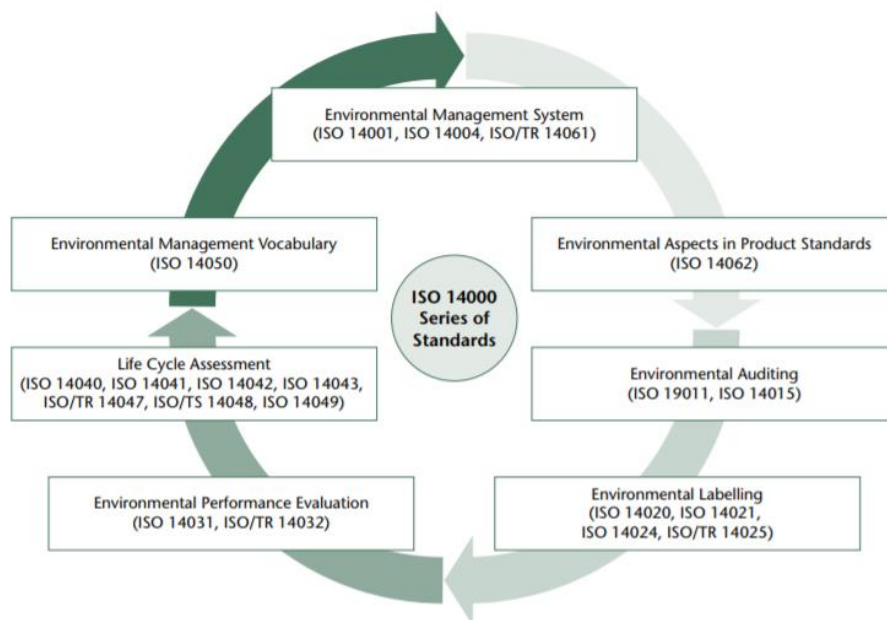 Environmental Management System
(ISO 14001, ISO 14004, ISO/TR 14061)
Environmental Management Vocabulary
(ISO 14050)
Environmental Aspects in Product Standards
(ISO 14062)
ISO 14000
Series of
Standards
Life Cycle Assessment
(ISO 14040, ISO 14041, ISO 14042, ISO 14043,
ISO/TR 14047, ISO/TS 14048, ISO 14049)
Environmental Auditing
(ISO 19011, ISO 14015)
Environmental Performance Evaluation
(ISO 14031, ISO/TR 14032)
Environmental Labelling
(ISO 14020, ISO 14021,
ISO 14024, ISO/TR 14025)